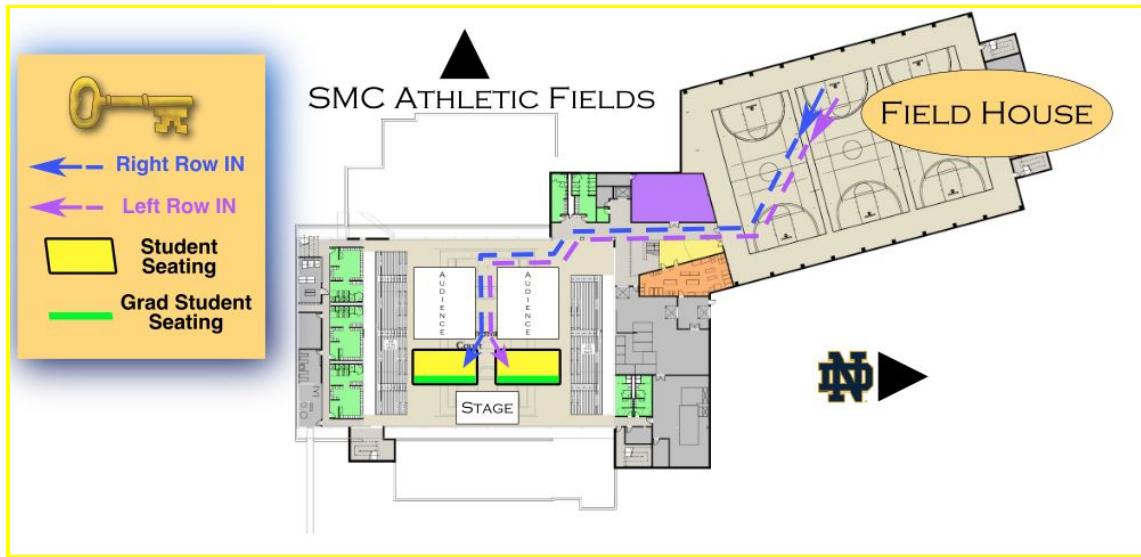 SMC ATHLETIC FIELDS
FIELD HOUSE
Right Row IN
Left Row IN
Student
Seating
Grad Student
Seating
AUDIENCE
AUDIENCE
Court
STAGE
ND